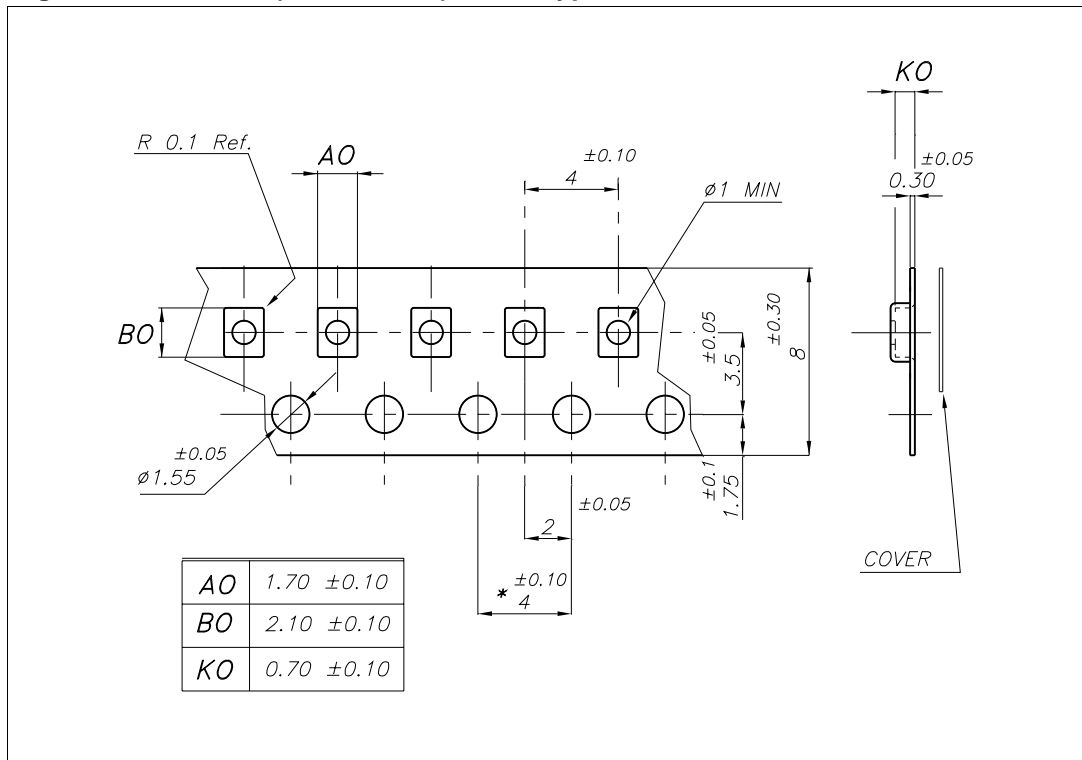 KO
R 0.1 Ref.
AO
±0.10
4
⌀1 MIN
±0.05
0.30
BO
±0.05
3.5
±0.30
8
±0.05
⌀1.55
±0.1
1.75
±0.05
2
±0.10
* 4
COVER
AO 1.70 ±0.10
BO 2.10 ±0.10
KO 0.70 ±0.10